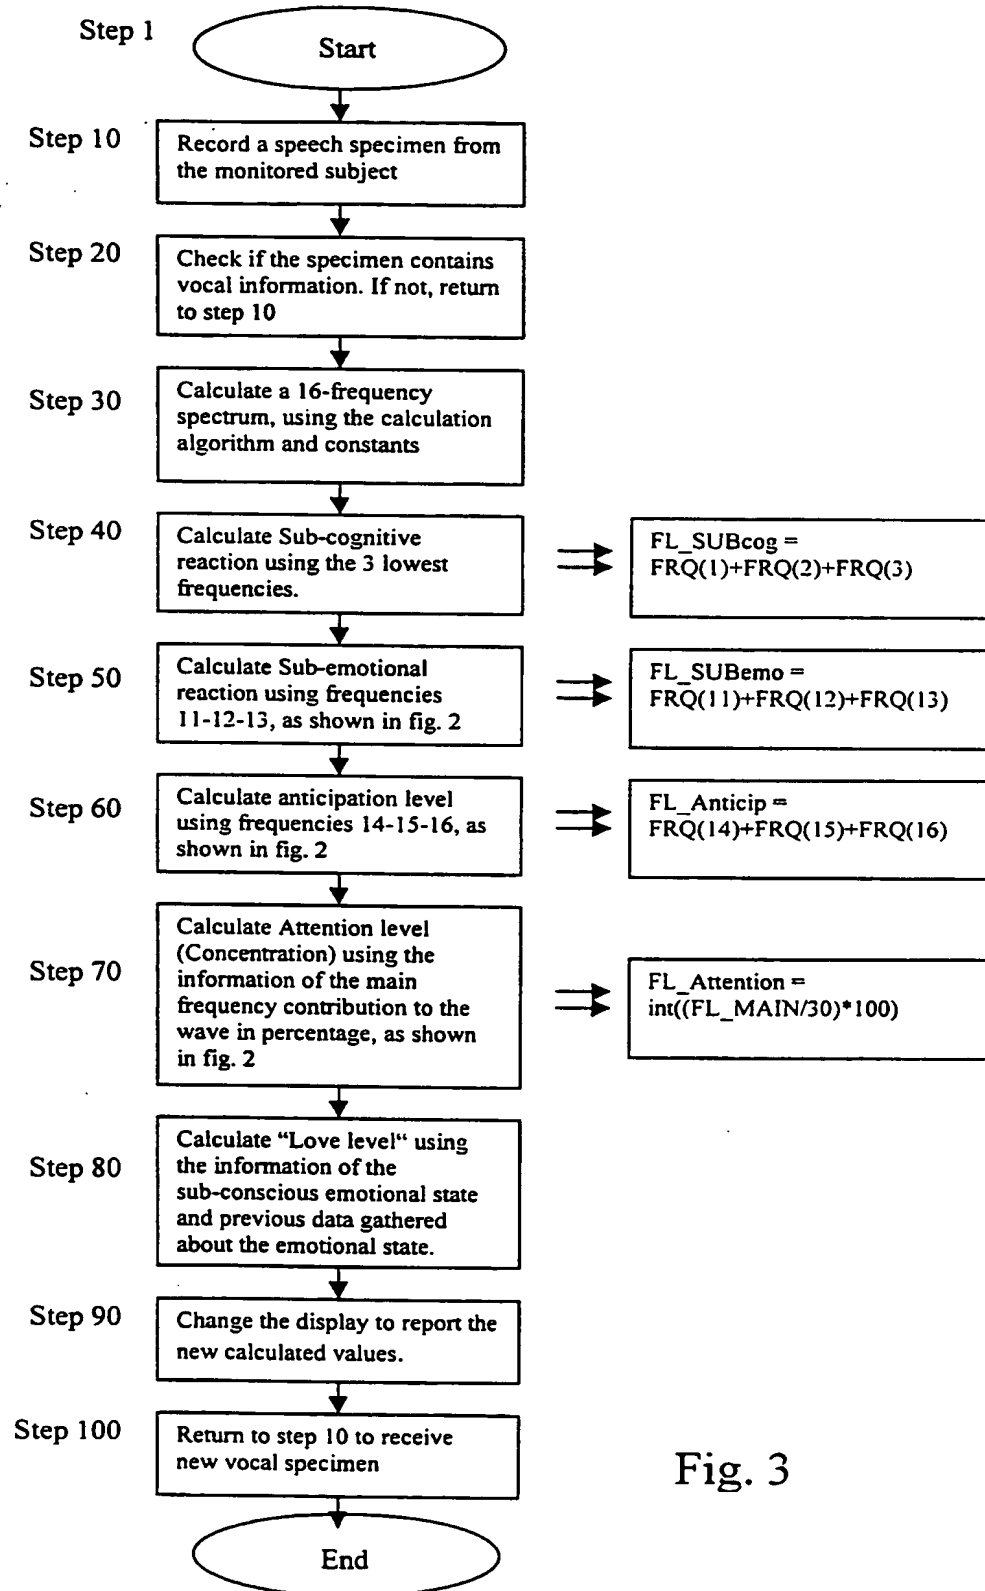 Step 1
Start
Step 10
Record a speech specimen from
the monitored subject
Step 20
Check if the specimen contains
vocal information. If not, return
to step 10
Step 30
Calculate a 16-frequency
spectrum, using the calculation
algorithm and constants
Step 40
Calculate Sub-cognitive
reaction using the 3 lowest
frequencies.
FL_SUBcog =
FRQ(1)+FRQ(2)+FRQ(3)
Step 50
Calculate Sub-emotional
reaction using frequencies
11-12-13, as shown in fig. 2
FL_SUBemo =
FRQ(11)+FRQ(12)+FRQ(13)
Step 60
Calculate anticipation level
using frequencies 14-15-16, as
shown in fig. 2
FL_Anticip =
FRQ(14)+FRQ(15)+FRQ(16)
Step 70
Calculate Attention level
(Concentration) using the
information of the main
frequency contribution to the
wave in percentage, as shown
in fig. 2
FL_Attention =
int((FL_MAIN/30)*100)
Step 80
Calculate “Love level“ using
the information of the
sub-conscious emotional state
and previous data gathered
about the emotional state.
Step 90
Change the display to report the
new calculated values.
Step 100
Return to step 10 to receive
new vocal specimen
Fig. 3
End